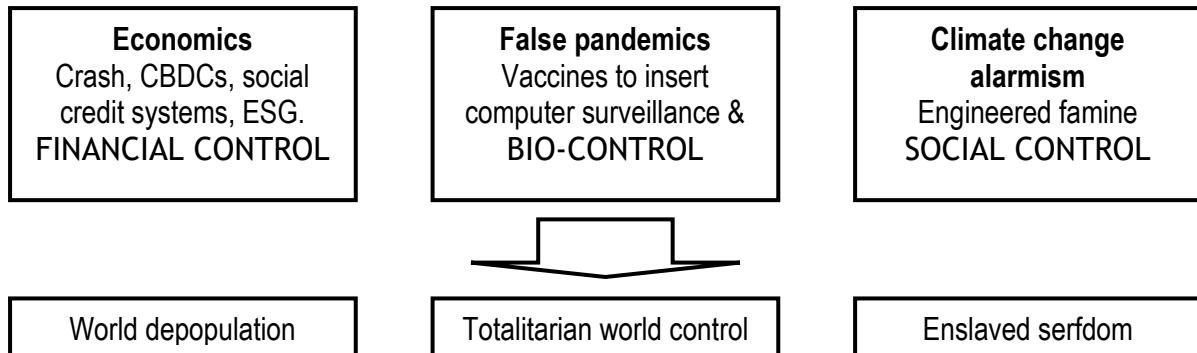 Economics
Crash, CBDCs, social
credit systems, ESG.
FINANCIAL CONTROL
False pandemics
Vaccines to insert
computer surveillance &
BIO-CONTROL
Climate change
alarmism
Engineered famine
SOCIAL CONTROL
World depopulation
Totalitarian world control
Enslaved serfdom